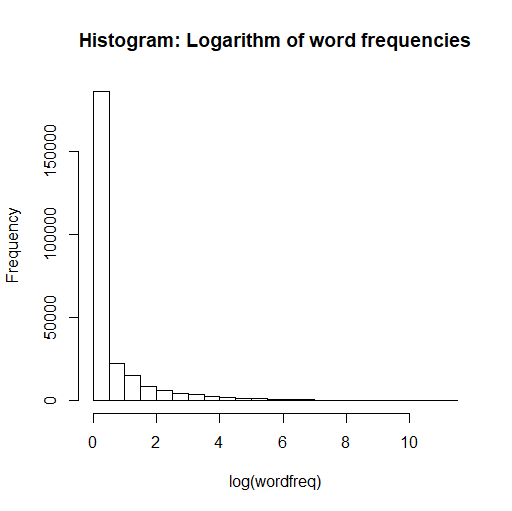 Histogram: Logarithm of word frequencies
Frequency
150000
100000
50000
0
0 2 4 6 8 10
log(wordfreq)